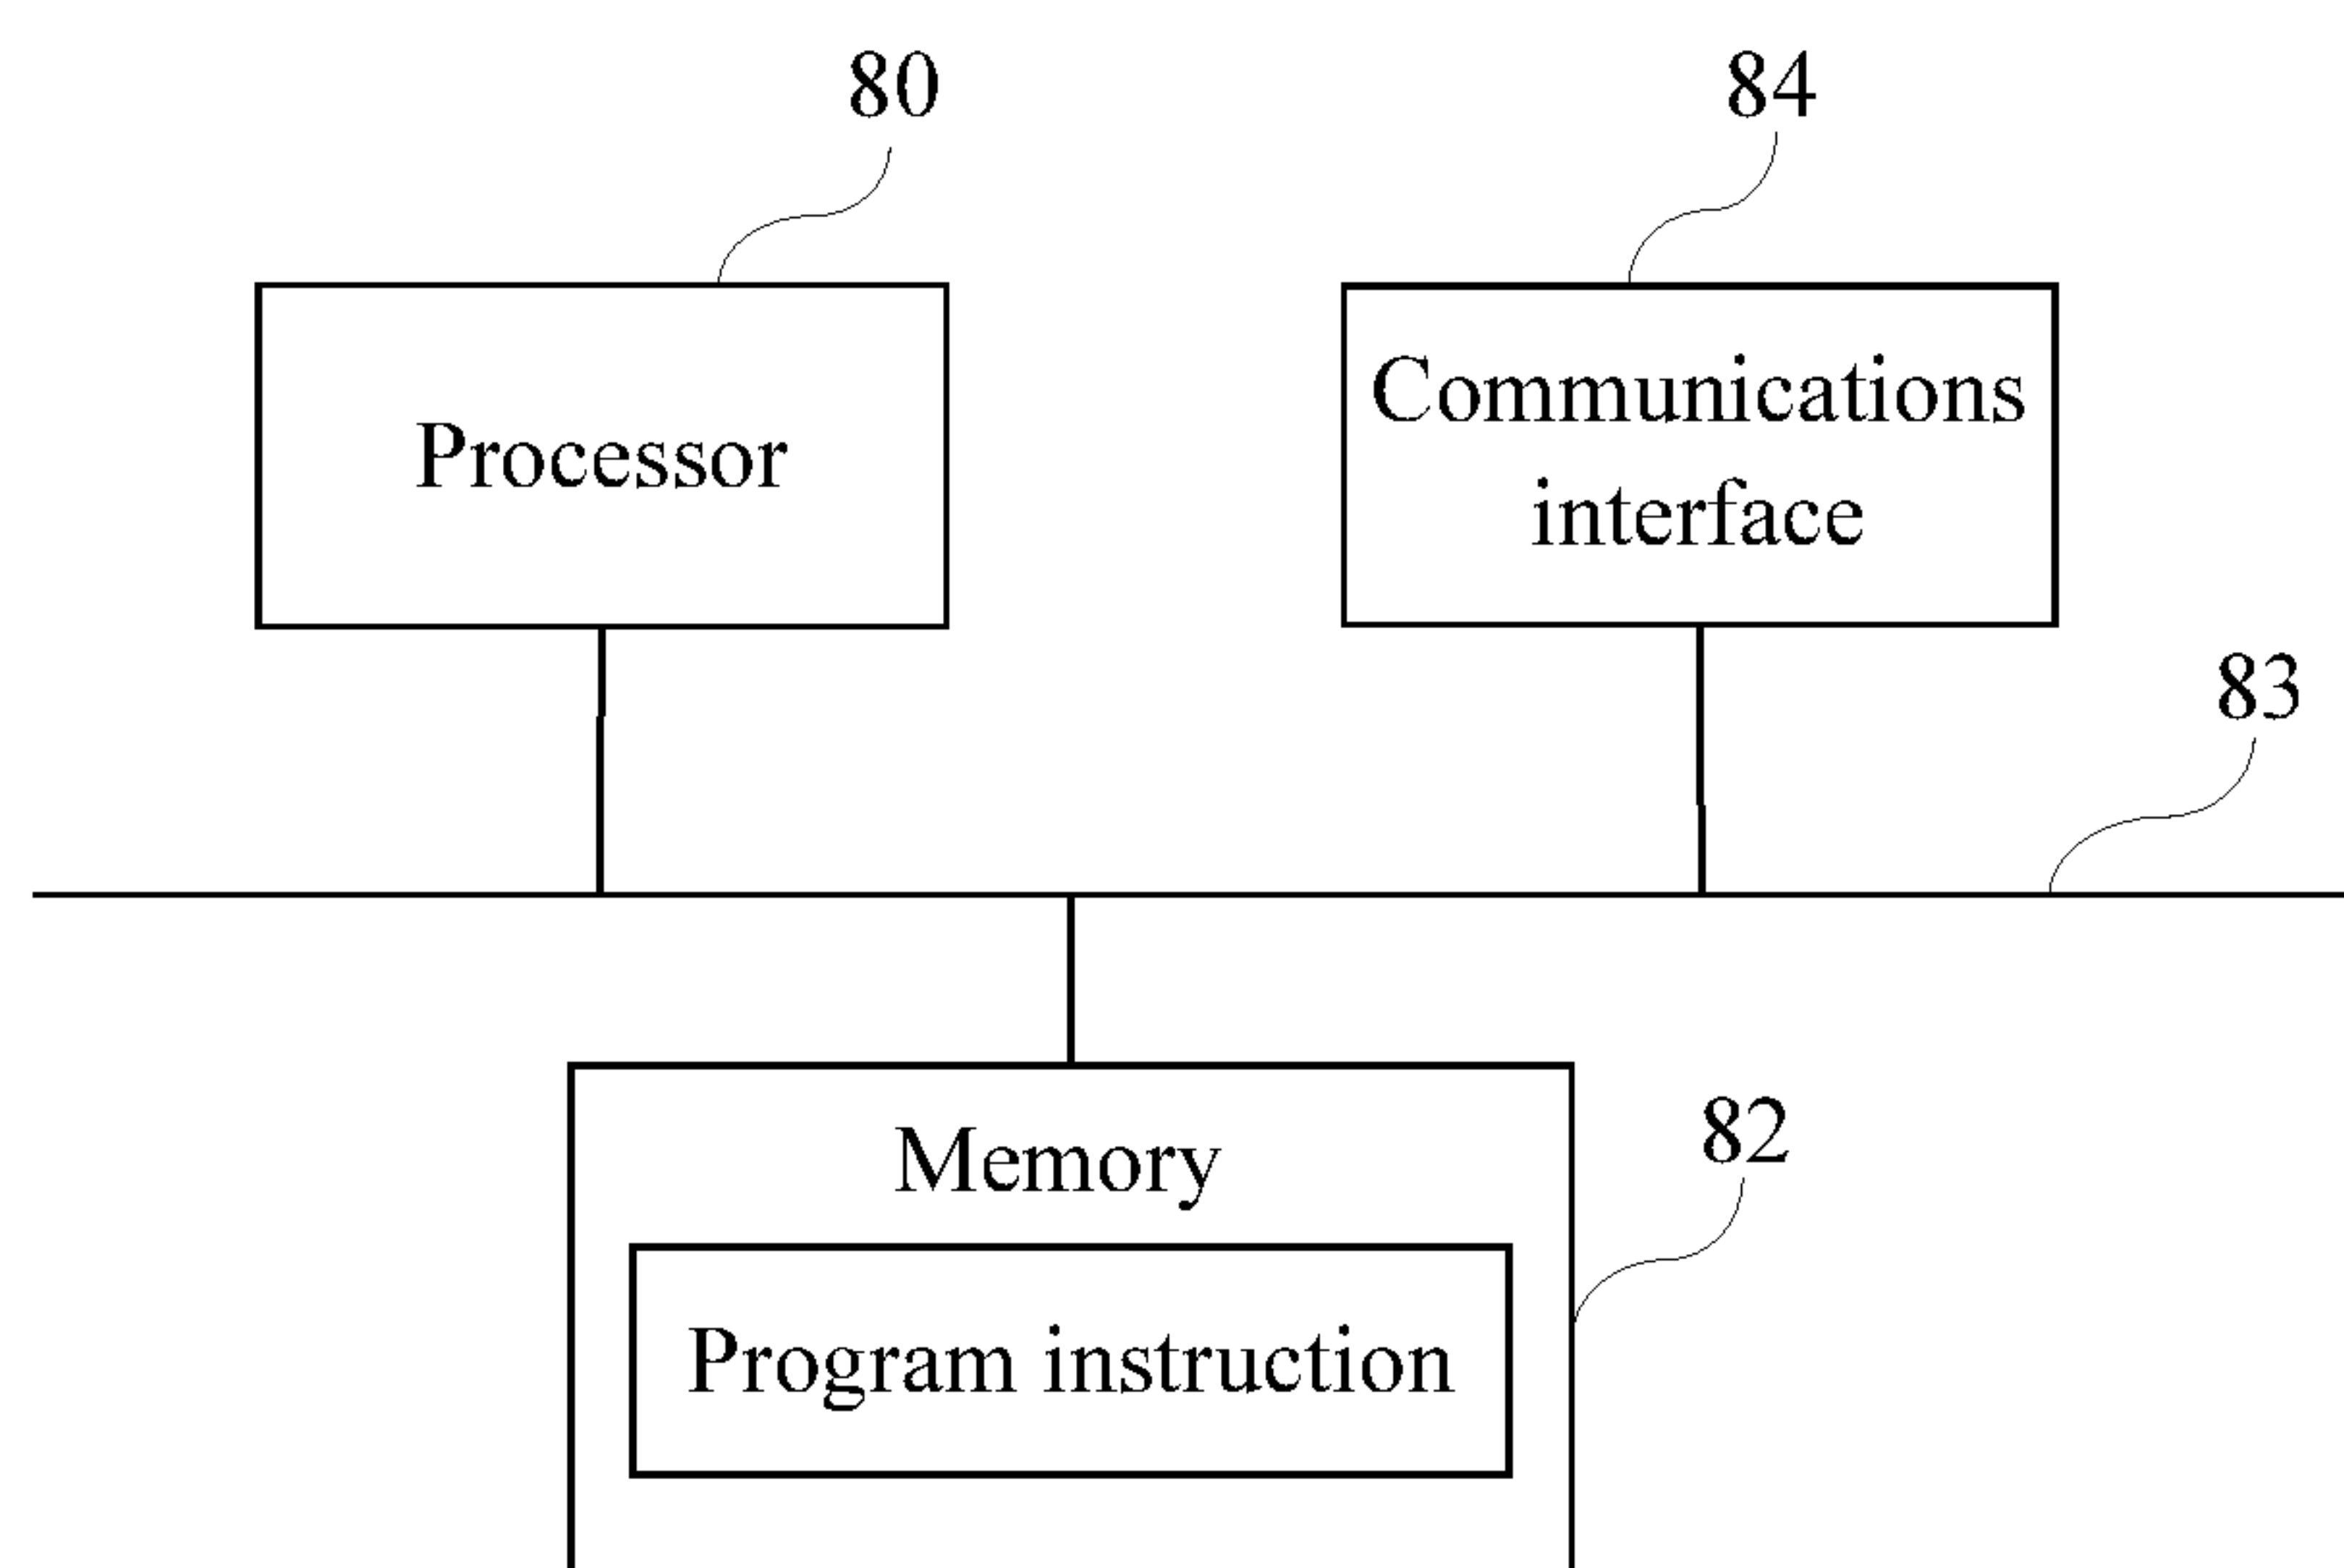 80
84
Processor
Communications
interface
83
Memory
82
Program instruction